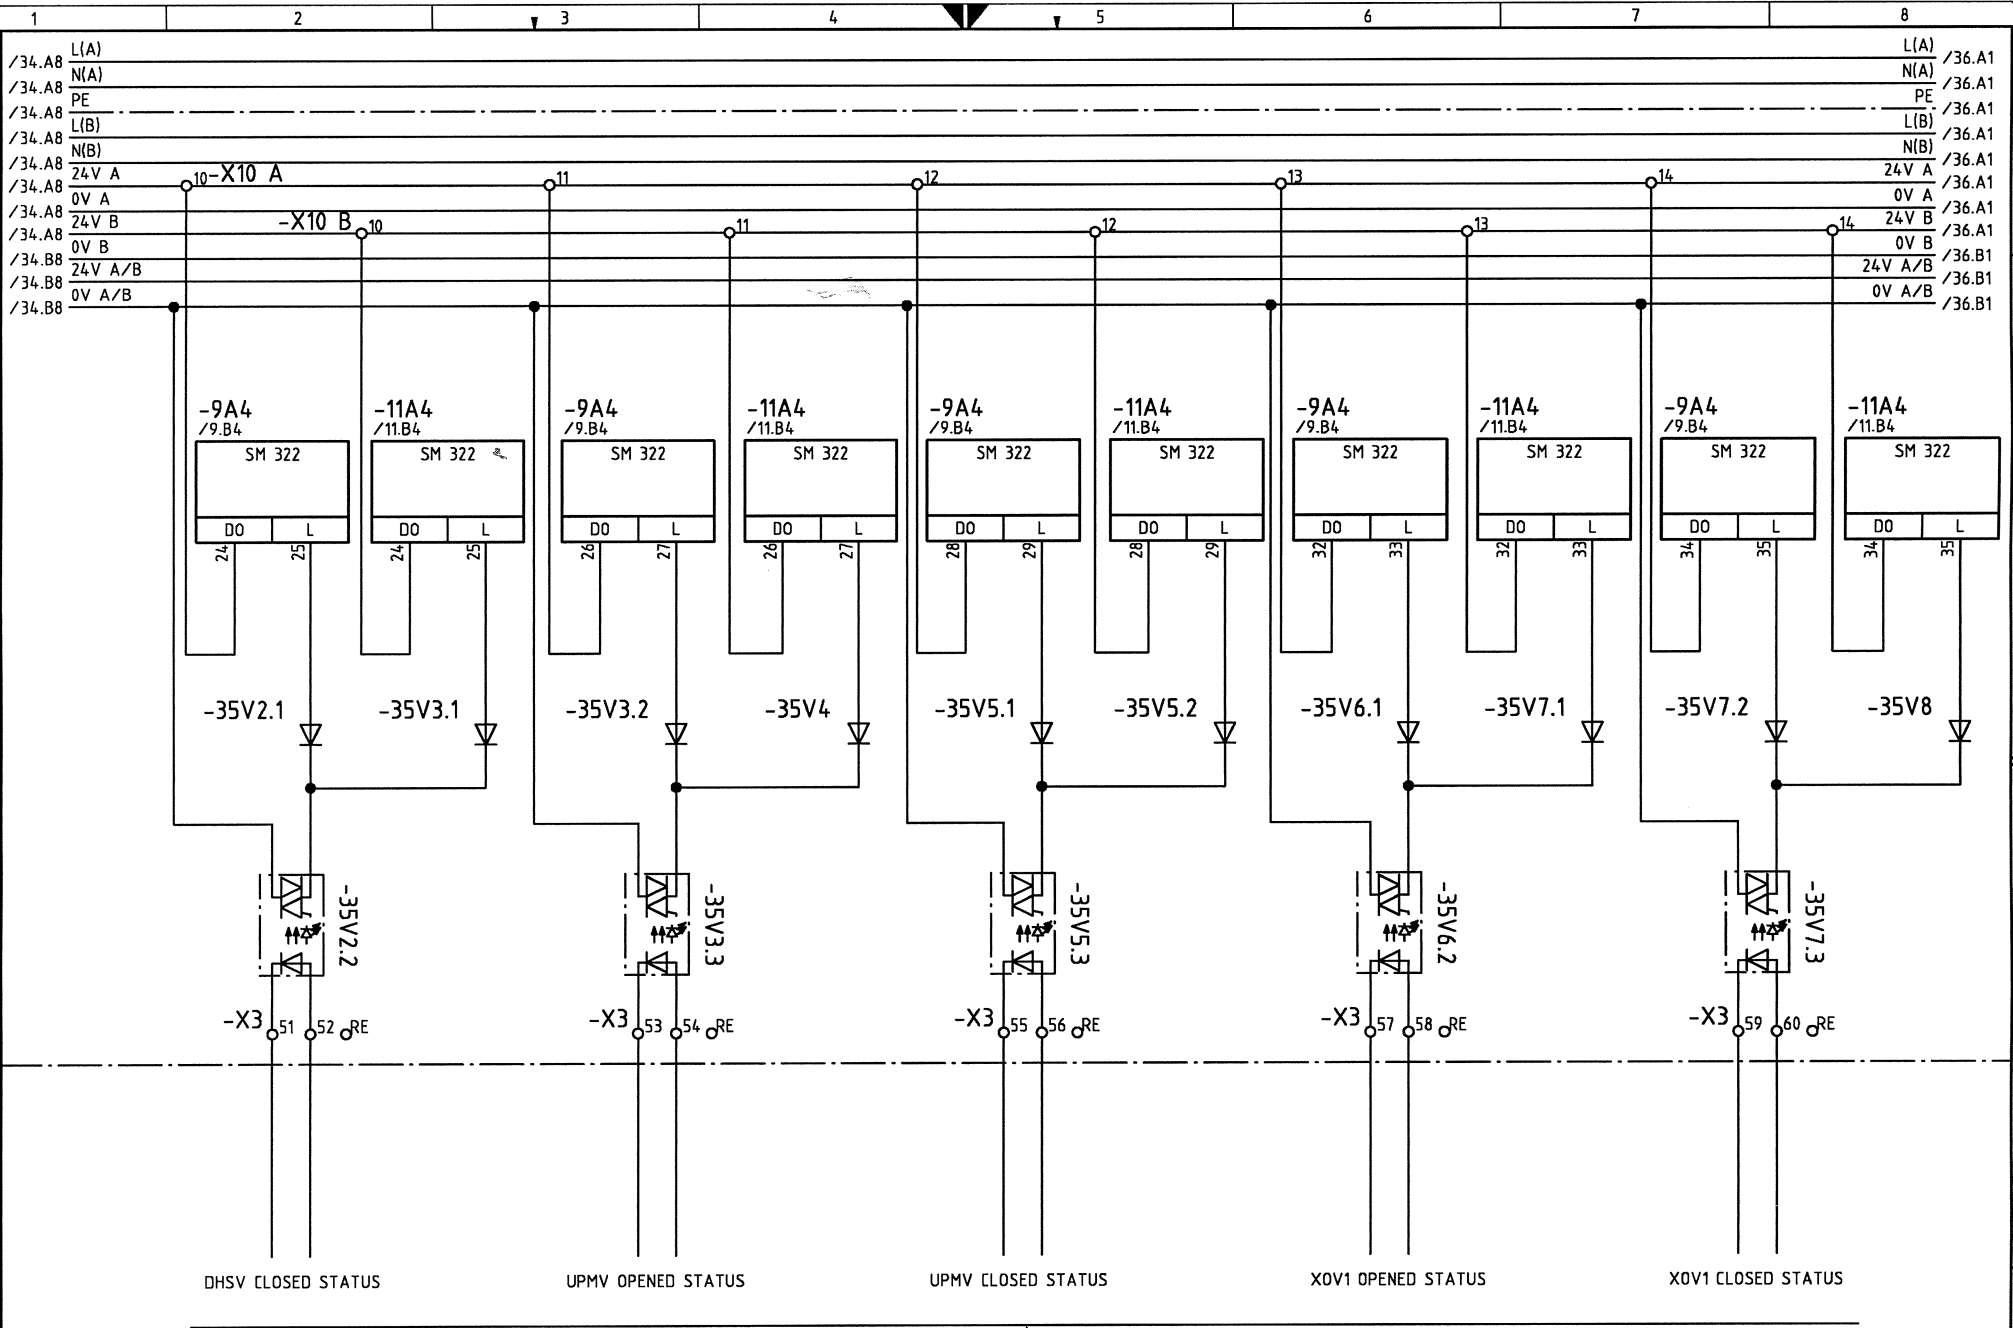 1 2 3 4 5 6 7 8
L(A) L(A)
/34.A8 /36.A1
N(A) N(A)
/34.A8 /36.A1
PE PE
/34.A8 /36.A1
L(B) L(B)
/34.A8 /36.A1
N(B) N(B)
/34.A8 /36.A1
24V A 10 -X10 A 11 12 13 14 24V A
/34.A8 /36.A1
0V A 0V A
/34.A8 /36.A1
24V B -X10 B 10 11 12 13 14 24V B
/34.A8 /36.A1
0V B 0V B
/34.B8 /36.B1
24V A/B 24V A/B
/34.B8 /36.B1
0V A/B 0V A/B
/34.B8 /36.B1
-9A4 -11A4 -9A4 -11A4 -9A4 -11A4 -9A4 -11A4 -9A4 -11A4
/9.B4 /11.B4 /9.B4 /11.B4 /9.B4 /11.B4 /9.B4 /11.B4 /9.B4 /11.B4
SM 322 SM 322 SM 322 SM 322 SM 322 SM 322 SM 322 SM 322 SM 322 SM 322
DO L DO L DO L DO L DO L DO L DO L DO L DO L DO L
24 25 24 25 26 27 26 27 28 29 28 29 32 33 32 33 34 35 34 35
-35V2.1 -35V3.1 -35V3.2 -35V4 -35V5.1 -35V5.2 -35V6.1 -35V7.1 -35V7.2 -35V8
-35V2.2 -35V3.3 -35V5.3 -35V6.2 -35V7.3
-X3 51 52 RE -X3 53 54 RE -X3 55 56 RE -X3 57 58 RE -X3 59 60 RE
DHSV CLOSED STATUS UPMV OPENED STATUS UPMV CLOSED STATUS XOV1 OPENED STATUS XOV1 CLOSED STATUS